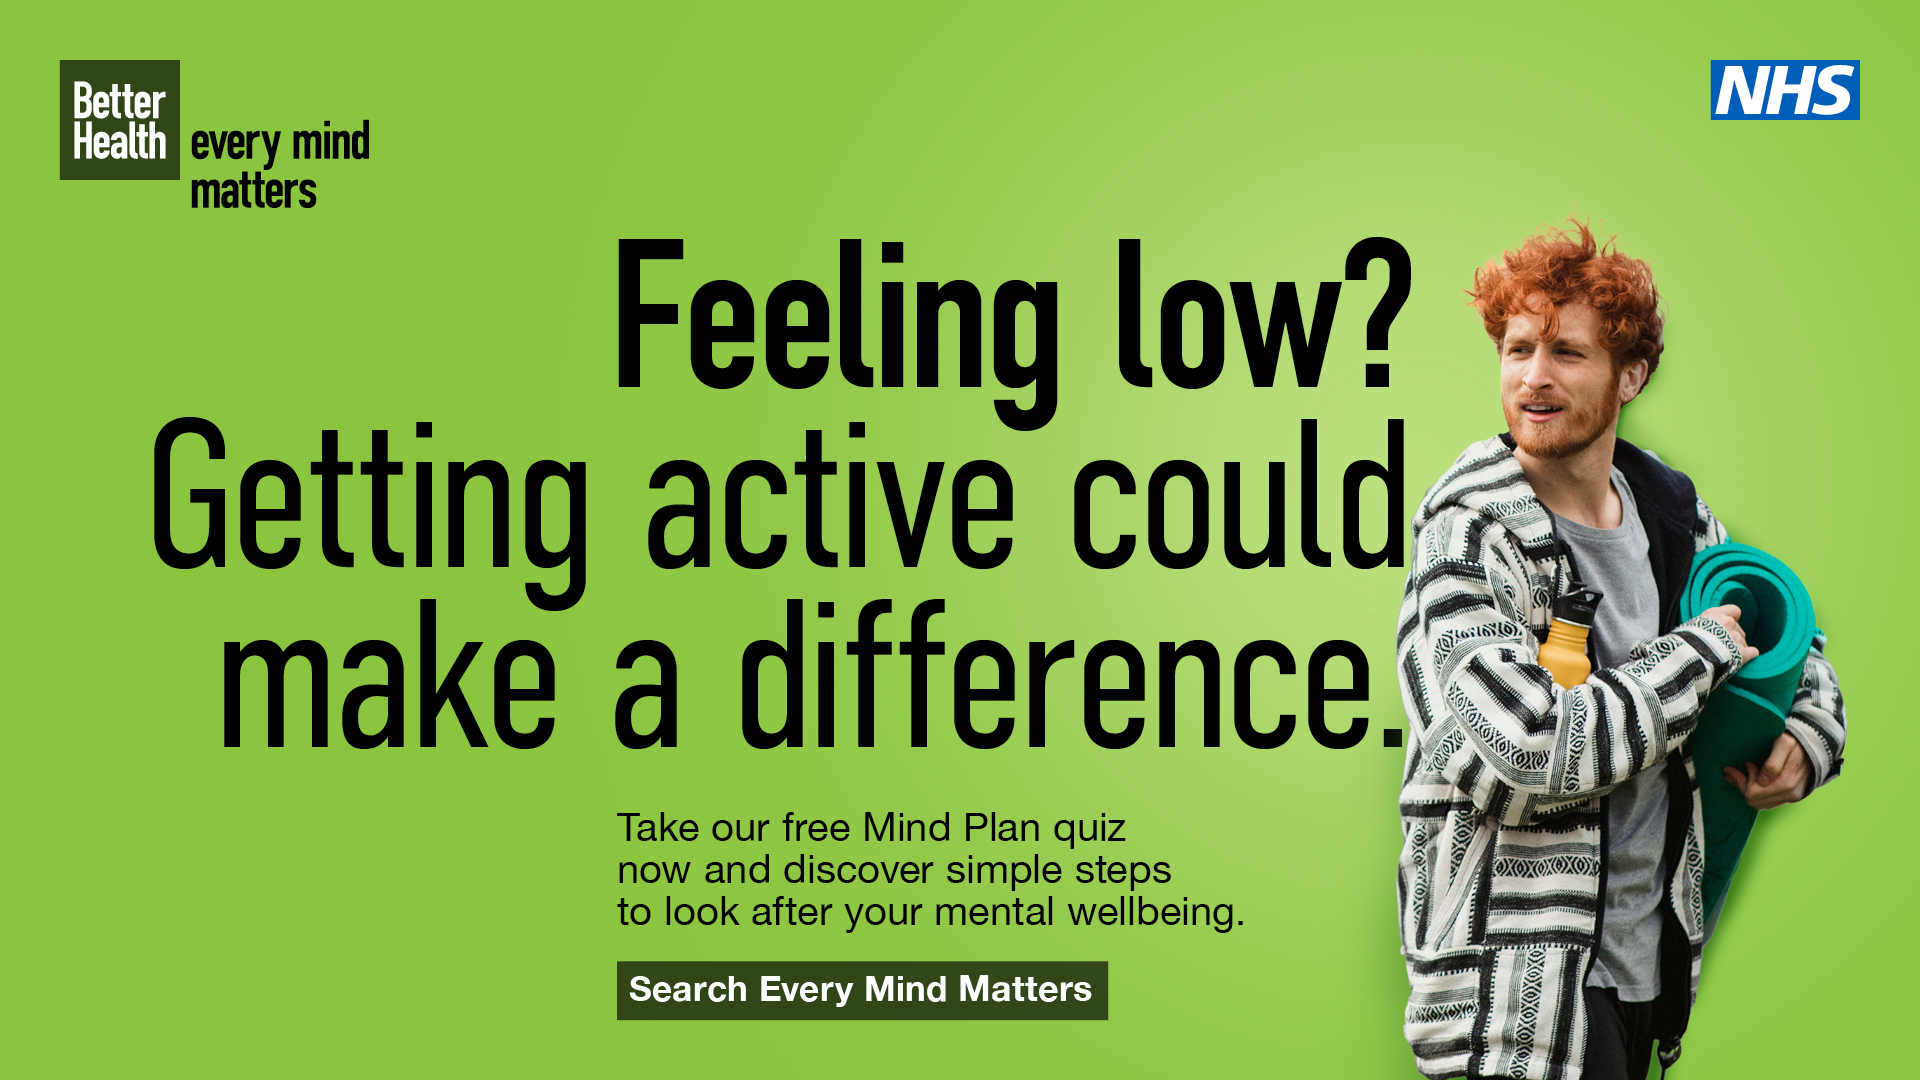 Better
Health
every mind
matters
NHS
Feeling low?
Getting active could
make a difference.
Take our free Mind Plan quiz
now and discover simple steps
to look after your mental wellbeing.
Search Every Mind Matters